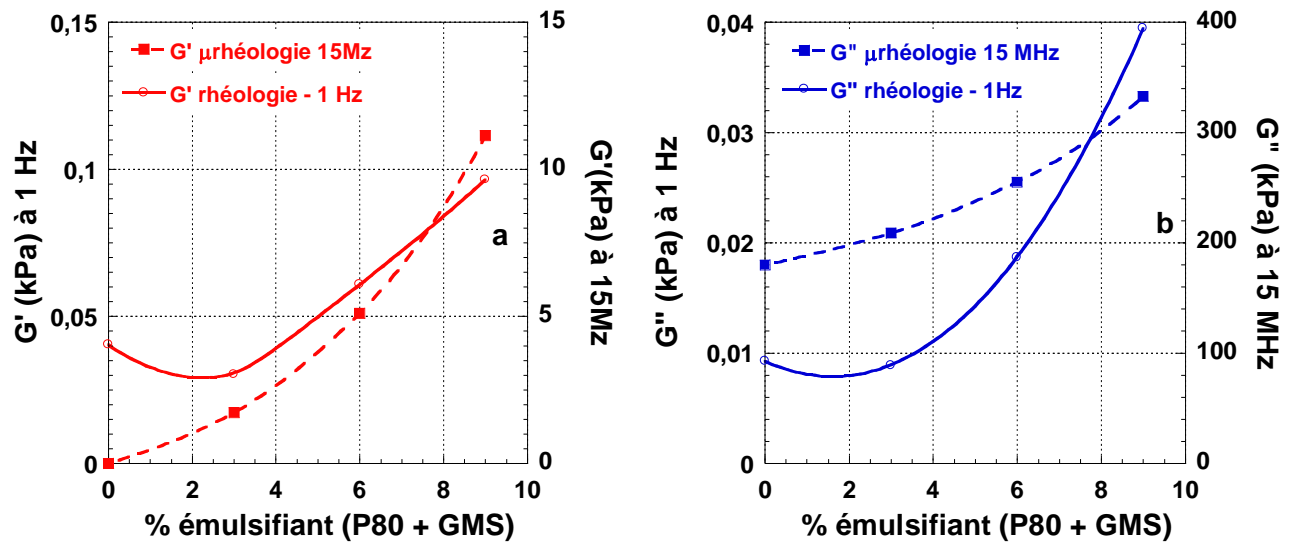 0,15
0,1
0,05
0
15
10
5
0
G' µrhéologie 15Mz
G' rhéologie - 1 Hz
a
G' (kPa) à 1 Hz
G'(kPa) à 15Mz
0 2 4 6 8 10
% émulsifiant (P80 + GMS)
0,04
0,03
0,02
0,01
0
400
300
200
100
0
G" µrhéologie 15 MHz
G" rhéologie - 1Hz
b
G" (kPa) à 1 Hz
G" (kPa) à 15 MHz
0 2 4 6 8 10
% émulsifiant (P80 + GMS)